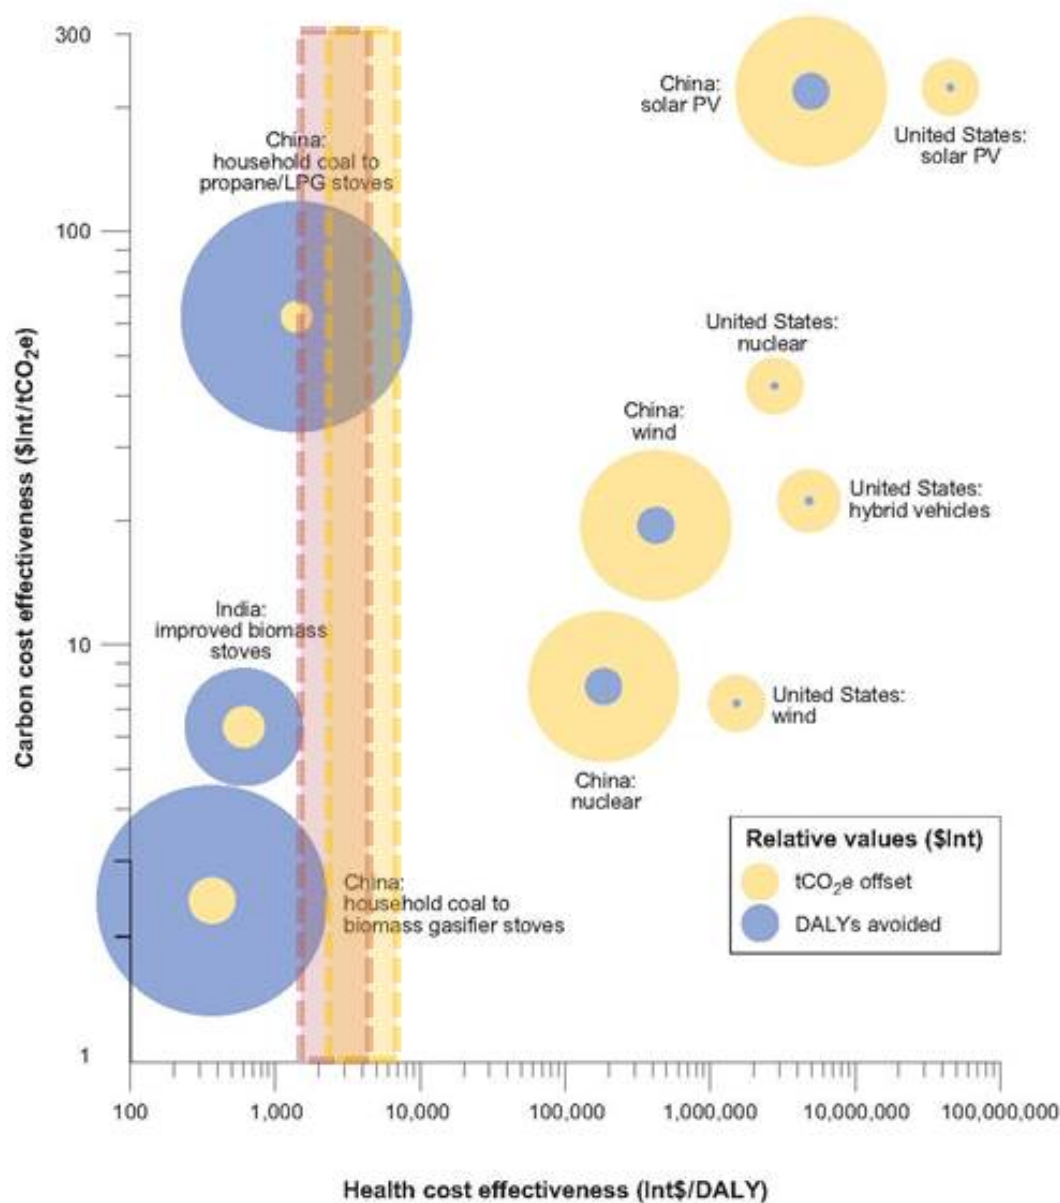 300
China:
solar PV
United States:
solar PV
China:
household coal to
propane/LPG stoves
100
United States:
nuclear
China:
wind
United States:
hybrid vehicles
Carbon cost effectiveness ($Int/tCO₂e)
India:
improved biomass
stoves
10
United States:
wind
China:
nuclear
China:
household coal to
biomass gasifier stoves
Relative values ($Int)
tCO₂e offset
DALYs avoided
1
100
1,000
10,000
100,000
1,000,000
10,000,000
100,000,000
Health cost effectiveness (Int$/DALY)